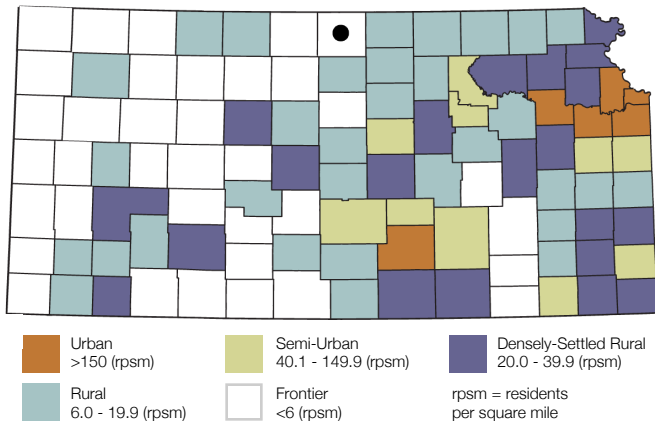 Urban
>150 (rpsm)
Semi-Urban
40.1 - 149.9 (rpsm)
Densely-Settled Rural
20.0 - 39.9 (rpsm)
Rural
6.0 - 19.9 (rpsm)
Frontier
<6 (rpsm)
rpsm = residents
per square mile